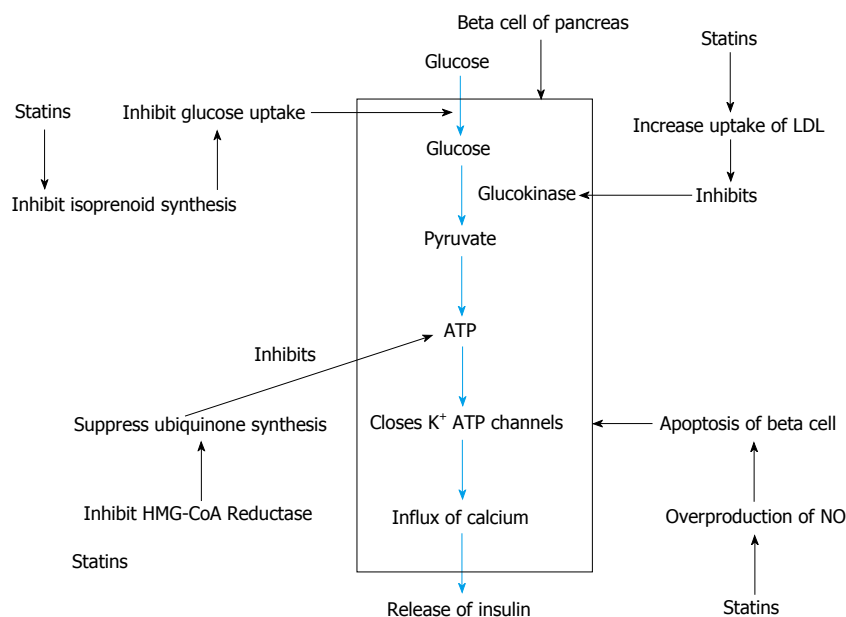 Beta cell of pancreas
Statins
Glucose
Statins
Inhibit glucose uptake
Increase uptake of LDL
Glucose
Inhibit isoprenoid synthesis
Glucokinase
Inhibits
Pyruvate
ATP
Inhibits
Suppress ubiquinone synthesis
Closes K⁺ ATP channels
Apoptosis of beta cell
Inhibit HMG-CoA Reductase
Influx of calcium
Overproduction of NO
Statins
Release of insulin
Statins